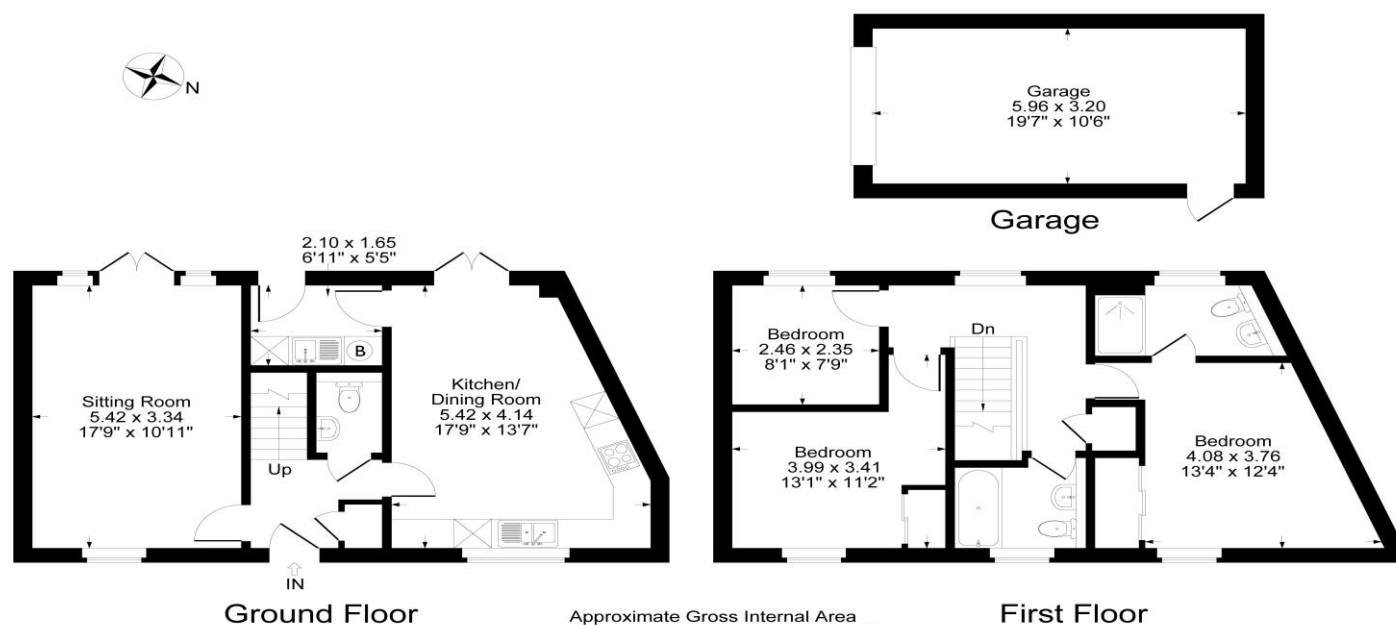 N
Garage
5.96 x 3.20
19'7" x 10'6"
Garage
2.10 x 1.65
6'11" x 5'5"
B
Sitting Room
5.42 x 3.34
17'9" x 10'11"
Kitchen/
Dining Room
5.42 x 4.14
17'9" x 13'7"
Up
IN
Ground Floor
Dn
Bedroom
2.46 x 2.35
8'1" x 7'9"
Bedroom
3.99 x 3.41
13'1" x 11'2"
Bedroom
4.08 x 3.76
13'4" x 12'4"
First Floor
Approximate Gross Internal Area